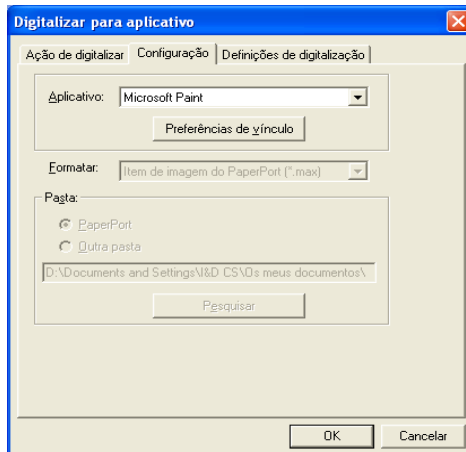 Digitalizar para aplicativo
Ação de digitalizar Configuração Definições de digitalização
Aplicativo: Microsoft Paint
Preferências de vínculo
Formatar: Item de imagem do PaperPort (*.max)
Pasta:
PaperPort
Outra pasta
D:\Documents and Settings\I&D CS\Os meus documentos\
Pesquisar
OK Cancelar